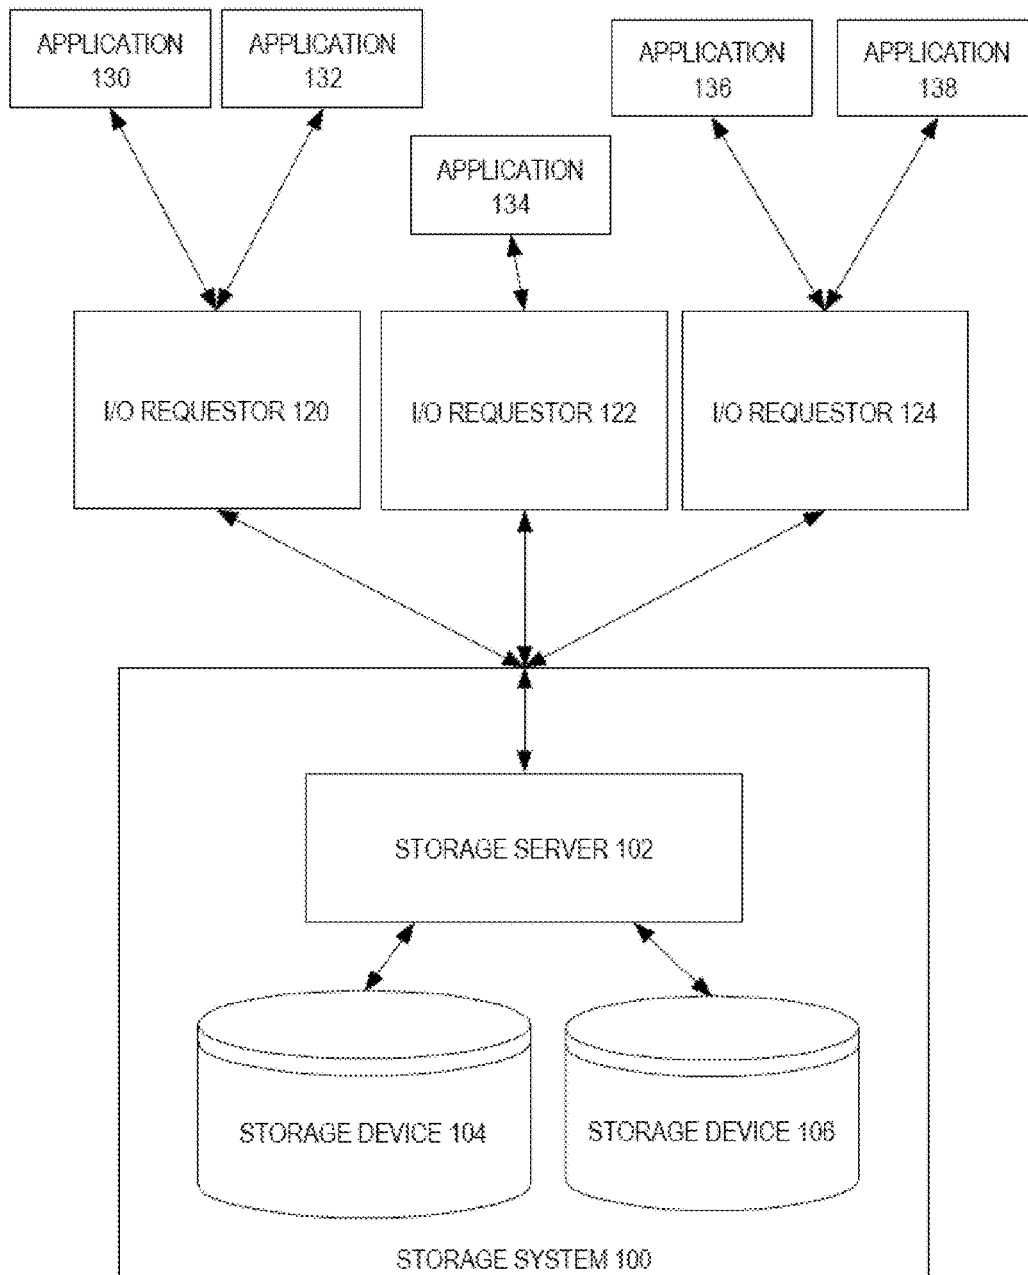 APPLICATION
130
APPLICATION
132
APPLICATION
136
APPLICATION
138
APPLICATION
134
I/O REQUESTOR 120
I/O REQUESTOR 122
I/O REQUESTOR 124
STORAGE SERVER 102
STORAGE DEVICE 104
STORAGE DEVICE 106
STORAGE SYSTEM 100